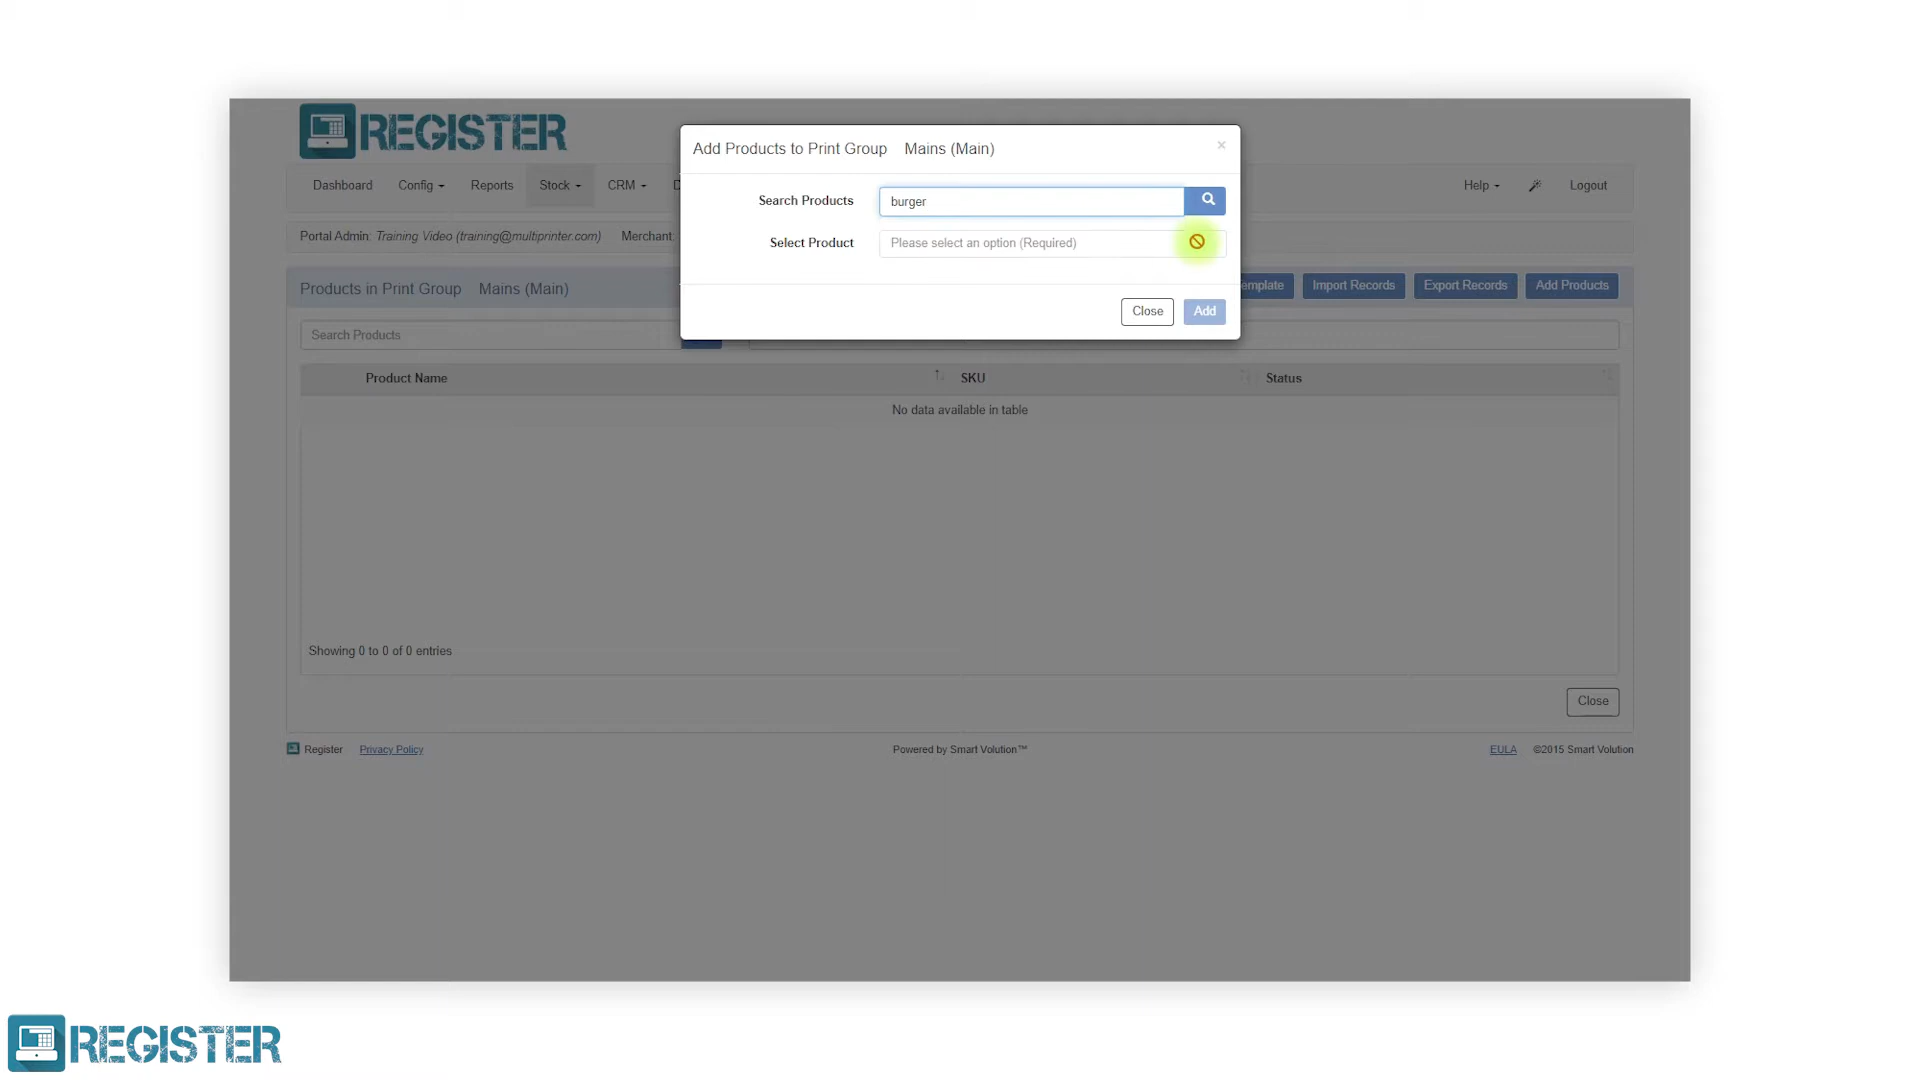 REGISTER
Add Products to Print Group Mains (Main)
×
Dashboard Config Reports Stock CRM
Help Logout
Search Products burger
Portal Admin: Training Video (training@multiprinter.com) Merchant
Select Product Please select an option (Required)
Products in Print Group Mains (Main)
Import Records Export Records Add Products
Close Add
Search Products
Product Name SKU Status
No data available in table
Showing 0 to 0 of 0 entries
Close
Register Privacy Policy Powered by Smart Volution™ EULA ©2015 Smart Volution
REGISTER